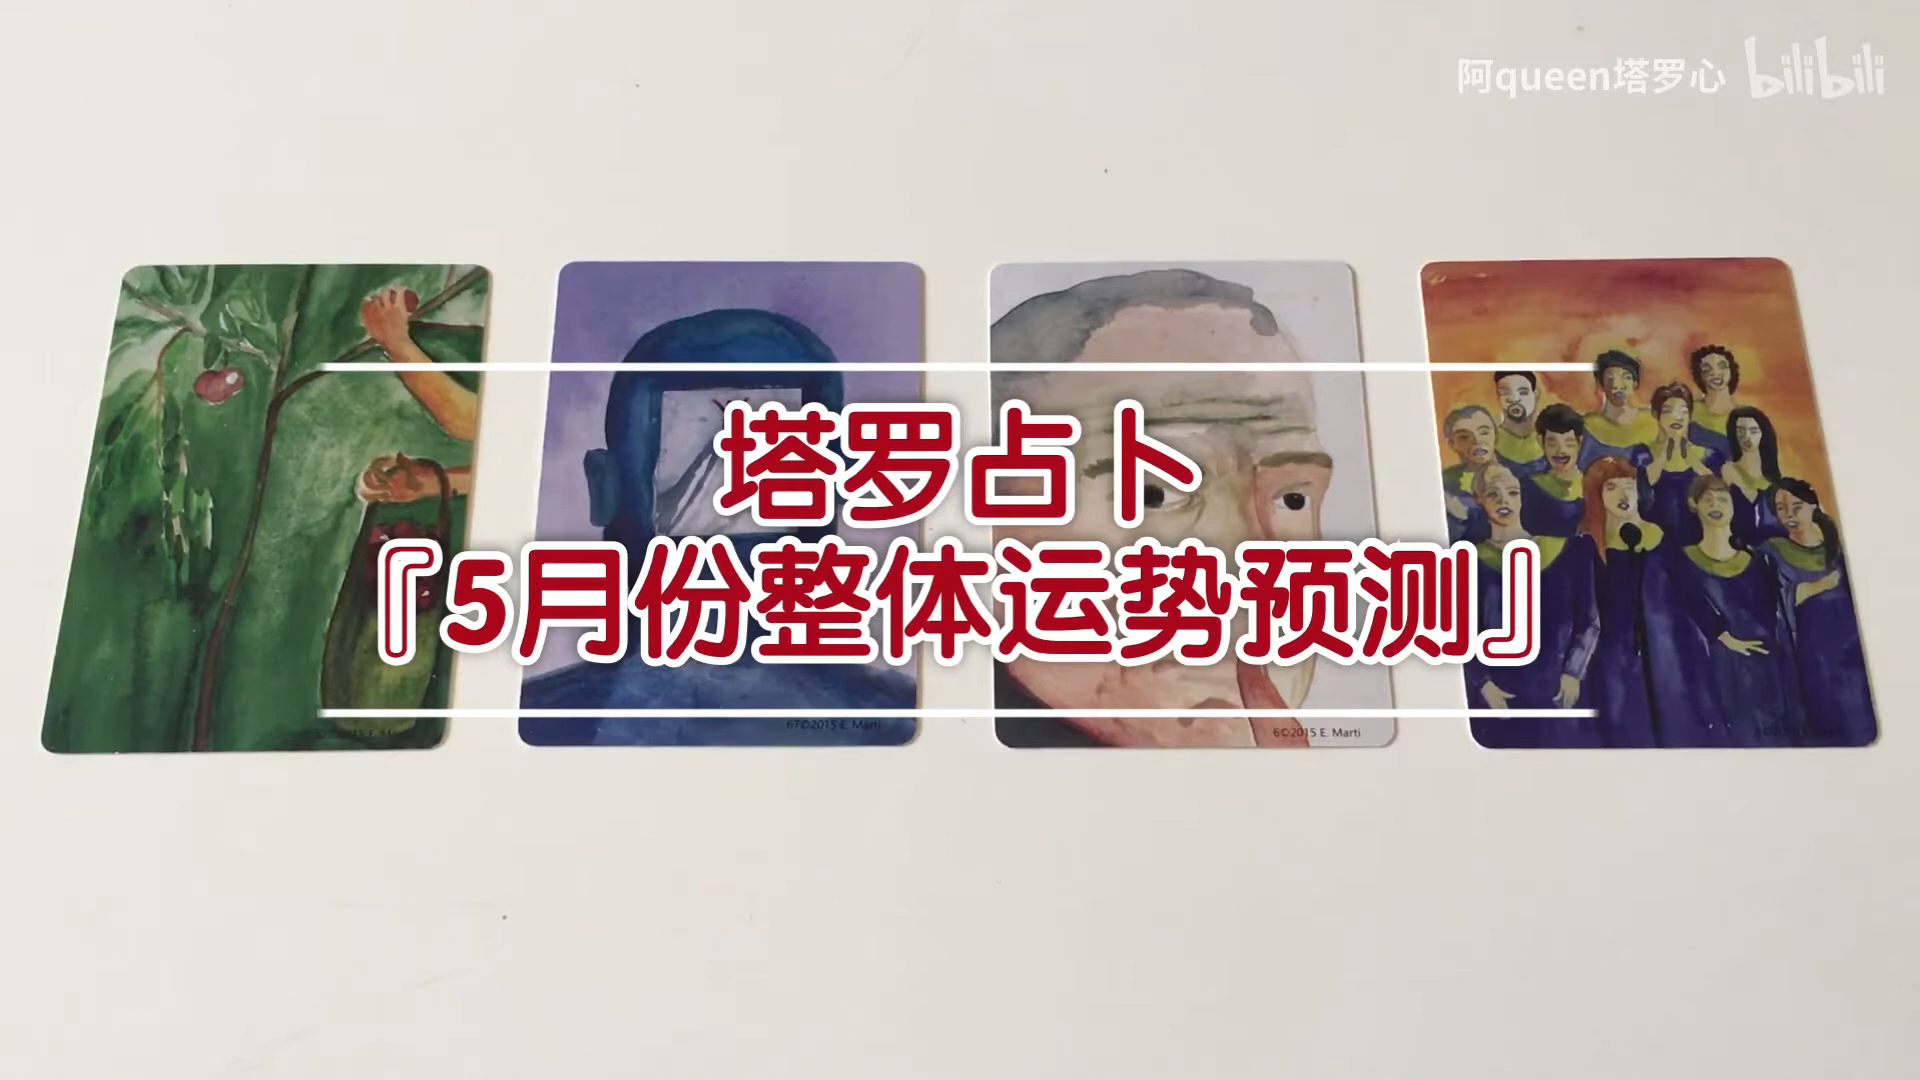 阿queen塔罗心 bilibili
塔罗占卜
『5月份整体运势预测』
67©2015 E. Marti
6©2015 E. Marti